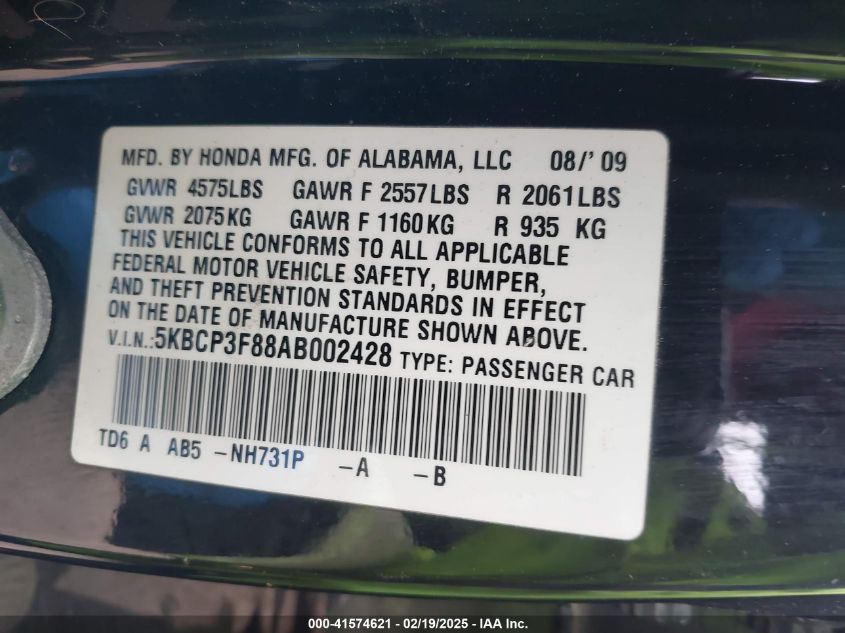 MFD. BY HONDA MFG. OF ALABAMA, LLC 08/'09
GVWR 4575LBS GAWR F 2557LBS R 2061LBS
GVWR 2075KG GAWR F 1160KG R 935 KG
THIS VEHICLE CONFORMS TO ALL APPLICABLE
FEDERAL MOTOR VEHICLE SAFETY, BUMPER,
AND THEFT PREVENTION STANDARDS IN EFFECT
ON THE DATE OF MANUFACTURE SHOWN ABOVE.
V.I.N.:5KBCP3F88AB002428 TYPE: PASSENGER CAR
TD6 A AB5 -NH731P -A -B
000-41574621 - 02/19/2025 - IAA Inc.